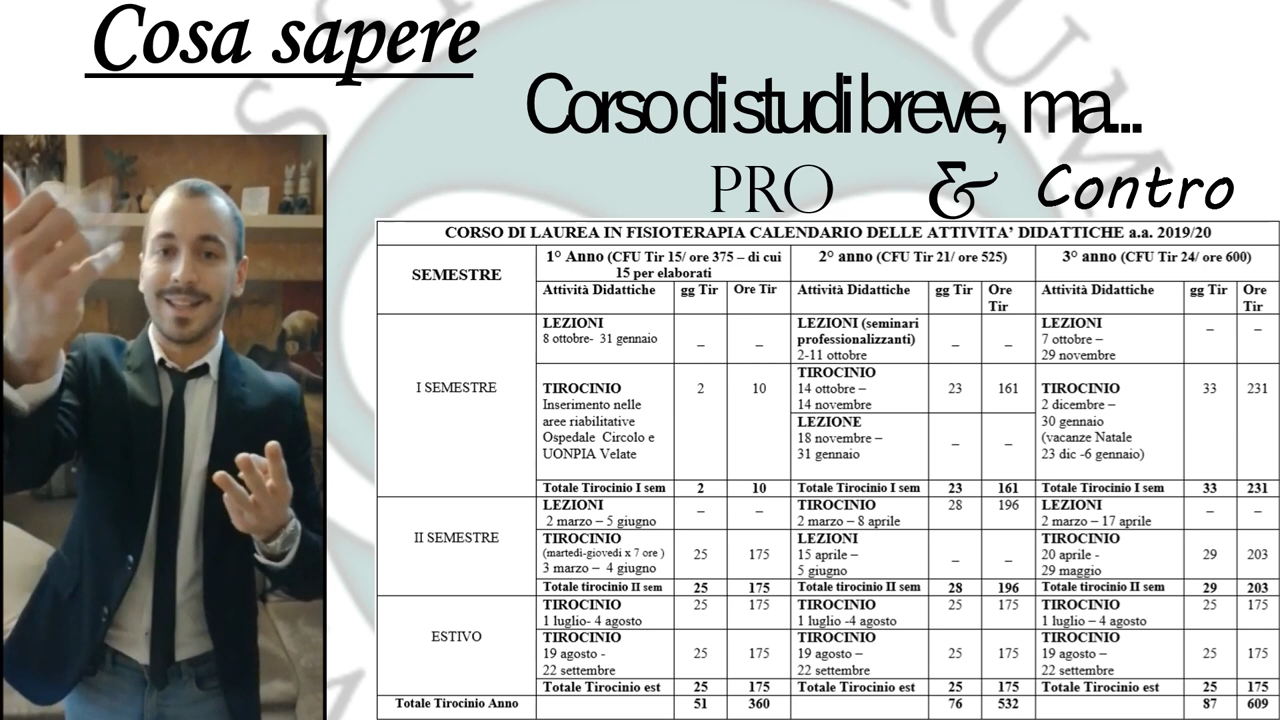 Cosa sapere
Corso di studi breve, ma...
PRO & Contro
CORSO DI LAUREA IN FISIOTERAPIA CALENDARIO DELLE ATTIVITA' DIDATTICHE a.a. 2019/20
SEMESTRE
1° Anno (CFU Tir 15/ ore 375 – di cui
15 per elaborati
2° anno (CFU Tir 21/ ore 525)
3° anno (CFU Tir 24/ ore 600)
Attività Didattiche gg Tir Ore Tir
Attività Didattiche gg Tir Ore
Tir
Attività Didattiche gg Tir Ore
Tir
I SEMESTRE
LEZIONI
8 ottobre- 31 gennaio – –
TIROCINIO 2 10
Inserimento nelle
aree riabilitative
Ospedale Circolo e
UONPIA Velate
Totale Tirocinio I sem 2 10
LEZIONI (seminari
professionalizzanti)
2-11 ottobre – –
TIROCINIO
14 ottobre – 23 161
14 novembre
LEZIONE
18 novembre – – –
31 gennaio
Totale Tirocinio I sem 23 161
LEZIONI – –
7 ottobre –
29 novembre
TIROCINIO 33 231
2 dicembre –
30 gennaio
(vacanze Natale
23 dic -6 gennaio)
Totale Tirocinio I sem 33 231
II SEMESTRE
LEZIONI – –
2 marzo – 5 giugno
TIROCINIO
(martedi-giovedi x 7 ore ) 25 175
3 marzo – 4 giugno
Totale tirocinio II sem 25 175
TIROCINIO 28 196
2 marzo – 8 aprile
LEZIONI
15 aprile – – –
5 giugno
Totale tirocinio II sem 28 196
LEZIONI – –
2 marzo – 17 aprile
TIROCINIO
20 aprile - 29 203
29 maggio
Totale tirocinio II sem 29 203
ESTIVO
TIROCINIO 25 175
1 luglio- 4 agosto
TIROCINIO
19 agosto - 25 175
22 settembre
Totale Tirocinio est 25 175
TIROCINIO 25 175
1 luglio -4 agosto
TIROCINIO
19 agosto – 25 175
22 settembre
Totale Tirocinio est 25 175
TIROCINIO 25 175
1 luglio – 4 agosto
TIROCINIO
19 agosto – 25 175
22 settembre
Totale Tirocinio est 25 175
Totale Tirocinio Anno 51 360 76 532 87 609